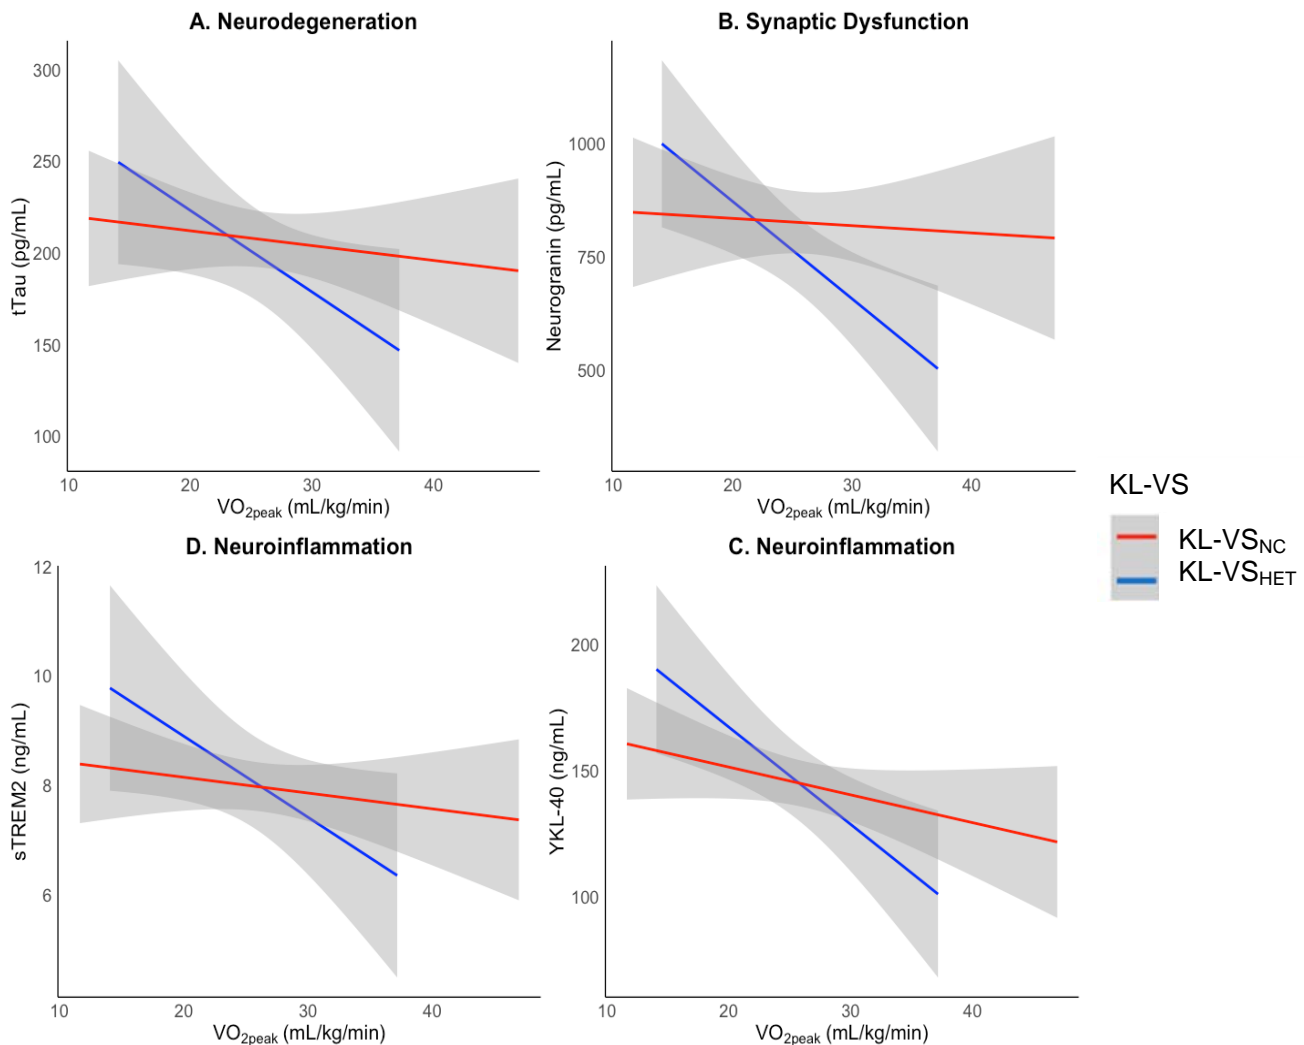 A. Neurodegeneration
300
250
200
150
100
tTau (pg/mL)
10 20 30 40
VO2peak (mL/kg/min)
B. Synaptic Dysfunction
1000
750
500
Neurogranin (pg/mL)
20 30 40
10
VO2peak (mL/kg/min)
KL-VS
KL-VSNC
KL-VSHET
D. Neuroinflammation
12
10
8
6
sTREM2 (ng/mL)
10 20 30 40
VO2peak (mL/kg/min)
C. Neuroinflammation
200
150
100
YKL-40 (ng/mL)
10 20 30 40
VO2peak (mL/kg/min)